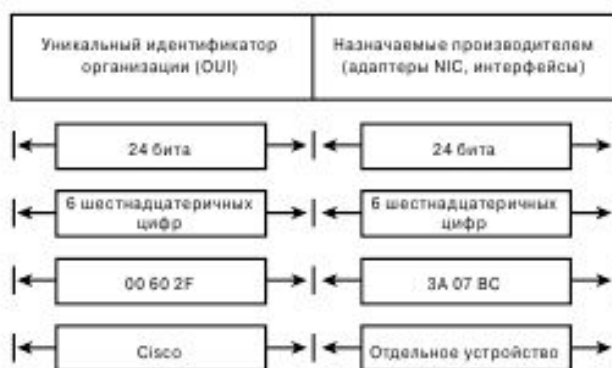 Уникальный идентификатор
организации (OUI)
Назначаемые производителем
(адаптеры NIC, интерфейсы)
24 бита
24 бита
6 шестнадцатеричных
цифр
6 шестнадцатеричных
цифр
00 60 2F
3A 07 BC
Cisco
Отдельное устройство